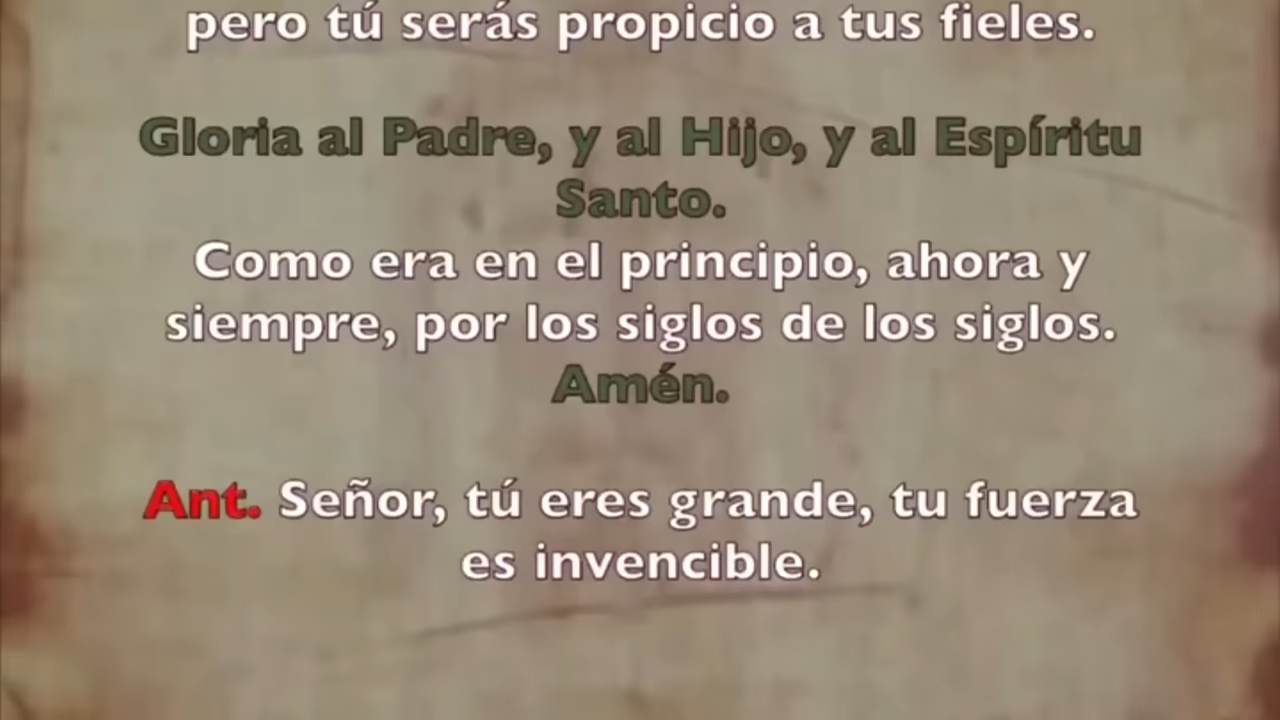 pero tú serás propicio a tus fieles.
Gloria al Padre, y al Hijo, y al Espíritu
Santo.
Como era en el principio, ahora y
siempre, por los siglos de los siglos.
Amén.
Ant. Señor, tú eres grande, tu fuerza
es invencible.